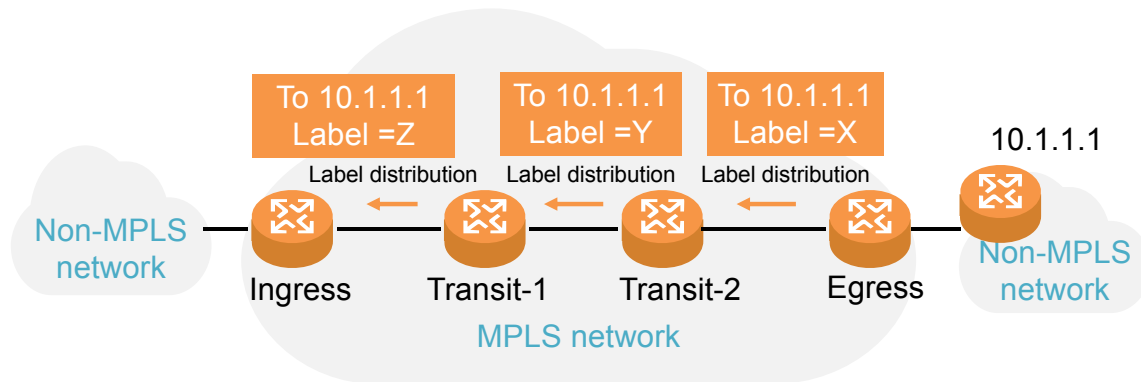 To 10.1.1.1
Label =Z
To 10.1.1.1
Label =Y
To 10.1.1.1
Label =X
10.1.1.1
Label distribution
Label distribution
Label distribution
Non-MPLS
network
Non-MPLS
network
Ingress
Transit-1
Transit-2
Egress
MPLS network